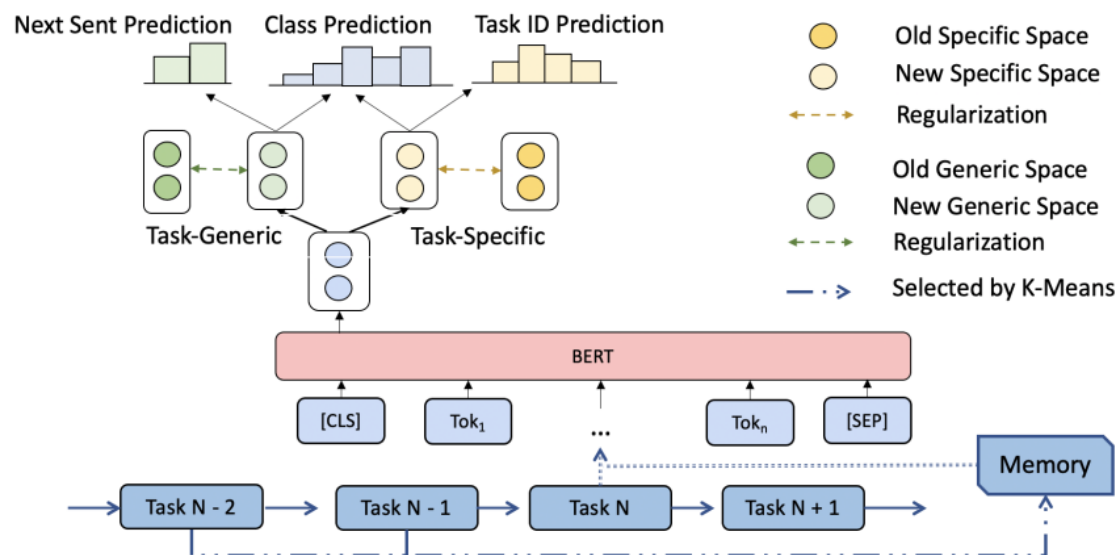 Next Sent Prediction
Class Prediction
Task ID Prediction
Old Specific Space
New Specific Space
Regularization
Old Generic Space
New Generic Space
Regularization
Selected by K-Means
Task-Generic
Task-Specific
BERT
[CLS]
Tok1
...
Tokn
[SEP]
Memory
Task N - 2
Task N - 1
Task N
Task N + 1